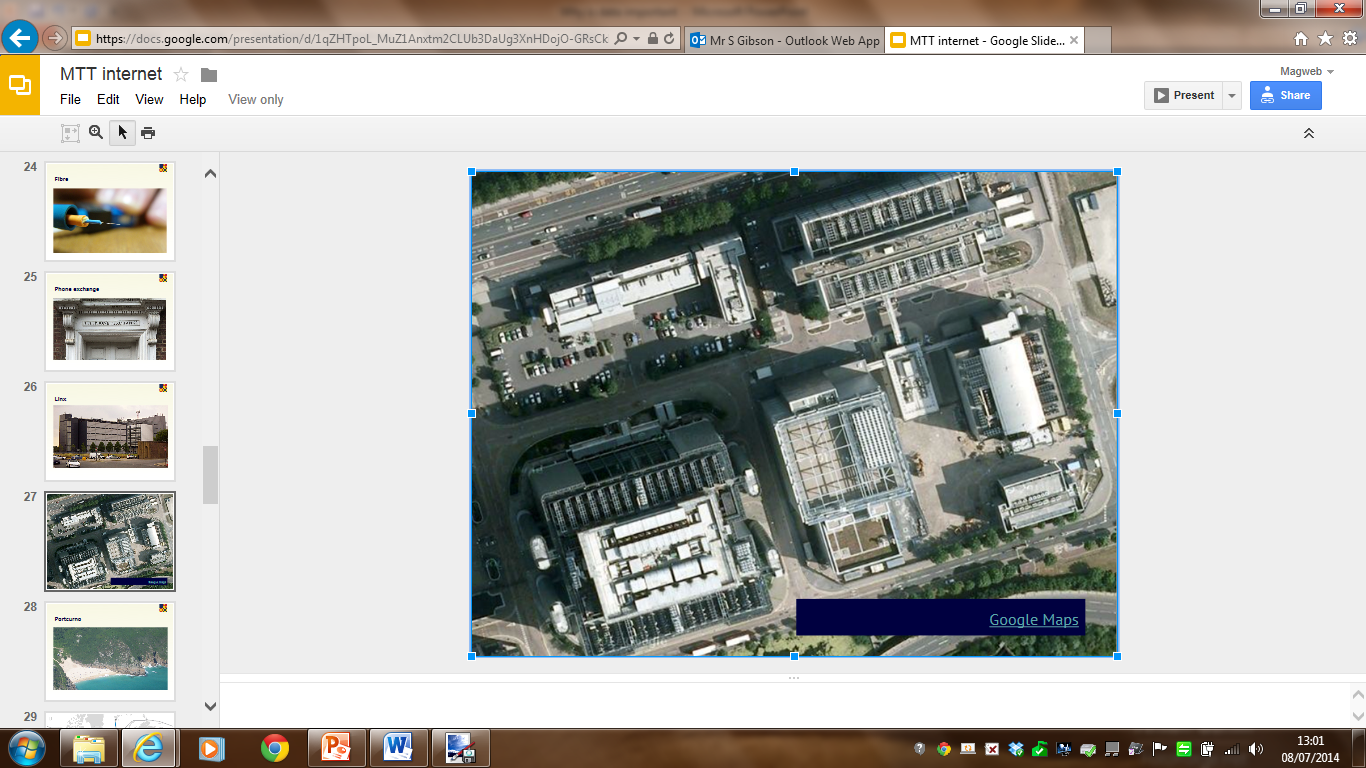 https://docs.google.com/presentation/d/1qZHTpoL_MuZ1Anxtm2CLUb3DaUg3XnHDojO-GRsCk
Mr S Gibson - Outlook Web App
MTT internet - Google Slide...
MTT internet
Magweb
File Edit View Help View only
Present
Share
24
Fibre
25
Phone exchange
26
Linx
27
Google Maps
28
Porthcurno
29
Google Maps
13:01
08/07/2014